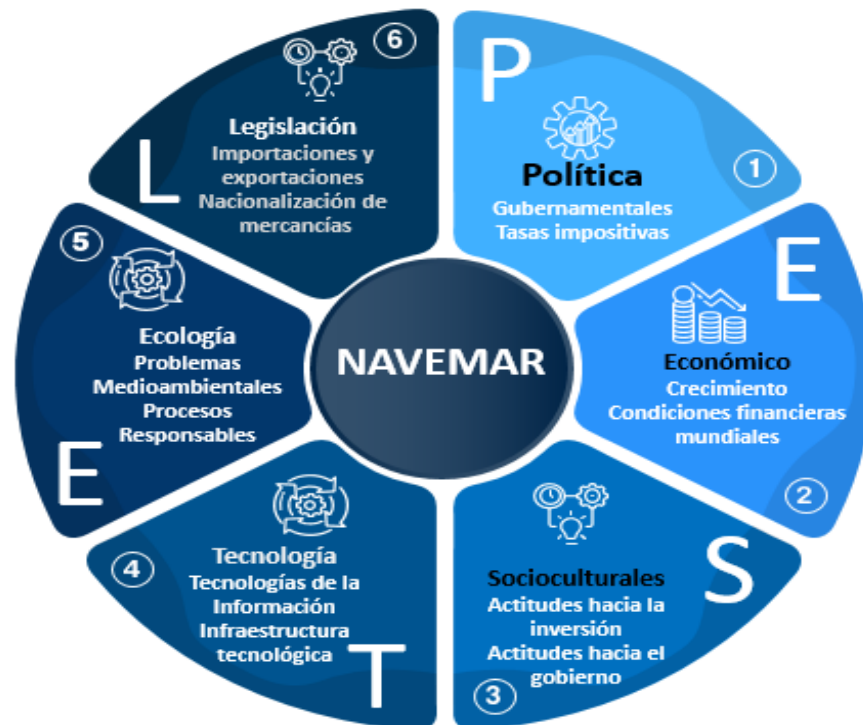 P
Política
Gubernamentales
Tasas impositivas
1
E
Económico
Crecimiento
Condiciones financieras
mundiales
2
S
Socioculturales
Actitudes hacia la
inversión
Actitudes hacia el
gobierno
3
T
Tecnología
Tecnologías de la
Información
Infraestructura
tecnológica
4
E
Ecología
Problemas
Medioambientales
Procesos
Responsables
5
L
Legislación
Importaciones y
exportaciones
Nacionalización de
mercancías
6
NAVEMAR